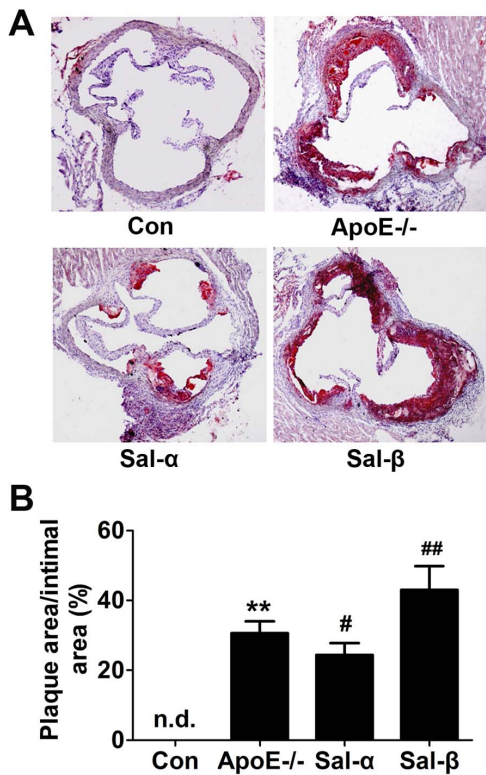 A
Con
ApoE-/-
Sal-α
Sal-β
B
Plaque area/intimal
area (%)
60
40
20
0
n.d.
**
#
##
Con
ApoE-/-
Sal-α
Sal-β